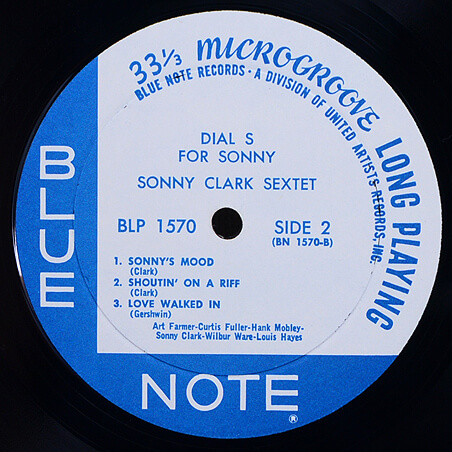 33⅓ MICROGROOVE LONG PLAYING
BLUE NOTE RECORDS · A DIVISION OF UNITED ARTISTS RECORDS, INC.
DIAL S
FOR SONNY
SONNY CLARK SEXTET
BLP 1570
SIDE 2
(BN 1570-B)
1. SONNY'S MOOD
(Clark)
2. SHOUTIN' ON A RIFF
(Clark)
3. LOVE WALKED IN
(Gershwin)
Art Farmer-Curtis Fuller-Hank Mobley-
Sonny Clark-Wilbur Ware-Louis Hayes
BLUE
NOTE®